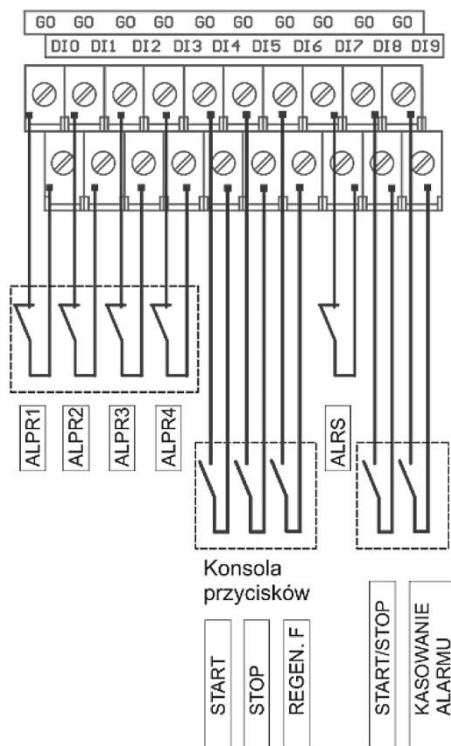 G0 G0 G0 G0 G0 G0 G0 G0 G0
DI0 DI1 DI2 DI3 DI4 DI5 DI6 DI7 DI8 DI9
ALPR1
ALPR2
ALPR3
ALPR4
ALRS
Konsola
przycisków
START
STOP
REGEN. F
START/STOP
KASOWANIE
ALARMU